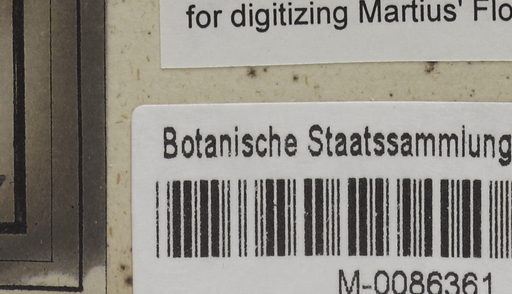 for digitizing Martius' Flo
Botanische Staatssammlung
M-0086361